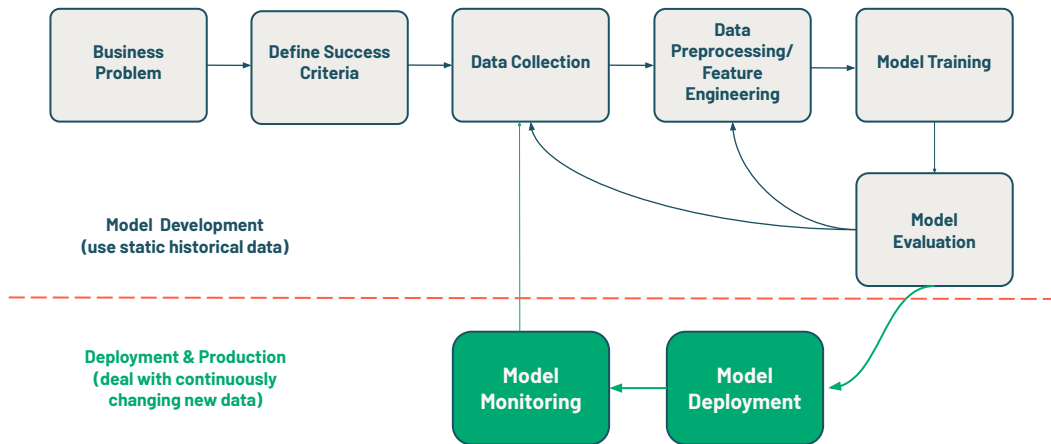 Business
Problem
Define Success
Criteria
Data Collection
Data
Preprocessing/
Feature
Engineering
Model Training
Model
Evaluation
Model Development
(use static historical data)
Deployment & Production
(deal with continuously
changing new data)
Model
Monitoring
Model
Deployment